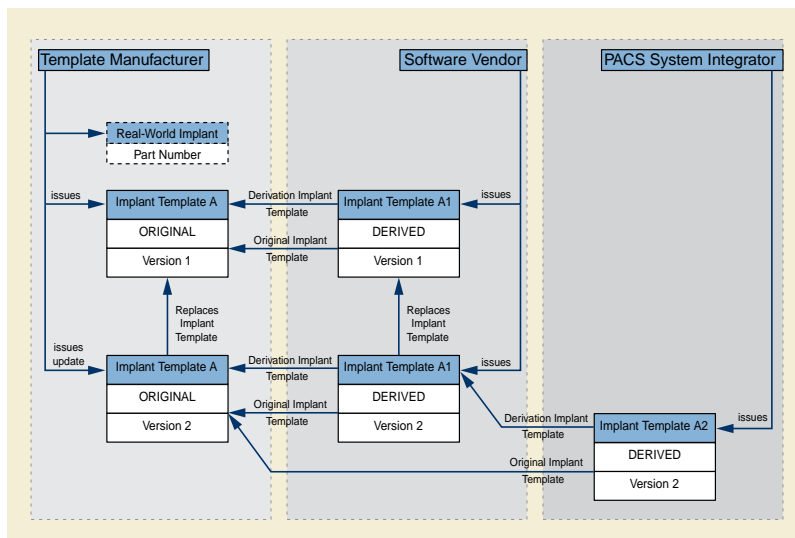 Template Manufacturer
Software Vendor
PACS System Integrator
Real-World Implant
Part Number
issues
Implant Template A
ORIGINAL
Version 1
Derivation Implant
Template
Original Implant
Template
Implant Template A1
DERIVED
Version 1
issues
Replaces
Implant
Template
Replaces
Implant
Template
issues
update
Implant Template A
ORIGINAL
Version 2
Derivation Implant
Template
Original Implant
Template
Implant Template A1
DERIVED
Version 2
issues
Derivation Implant
Template
Original Implant
Template
Implant Template A2
DERIVED
Version 2
issues